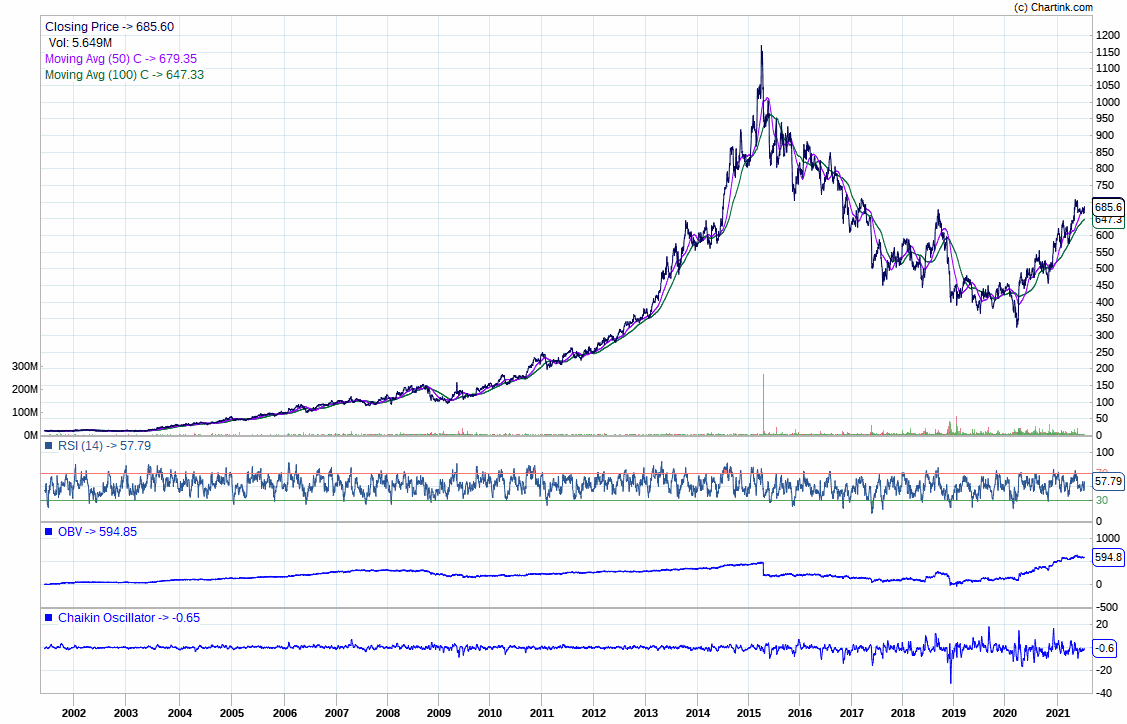 (c) Chartink.com
Closing Price -> 685.60
Vol: 5.649M
Moving Avg (50) C -> 679.35
Moving Avg (100) C -> 647.33
1200
1150
1100
1050
1000
950
900
850
800
750
685.6
647.3
600
550
500
450
400
350
300
250
200
150
100
50
0
300M
200M
100M
0M
RSI (14) -> 57.79
100
70
57.79
30
0
OBV -> 594.85
1000
594.8
0
-500
Chaikin Oscillator -> -0.65
20
-0.6
-20
-40
2002 2003 2004 2005 2006 2007 2008 2009 2010 2011 2012 2013 2014 2015 2016 2017 2018 2019 2020 2021